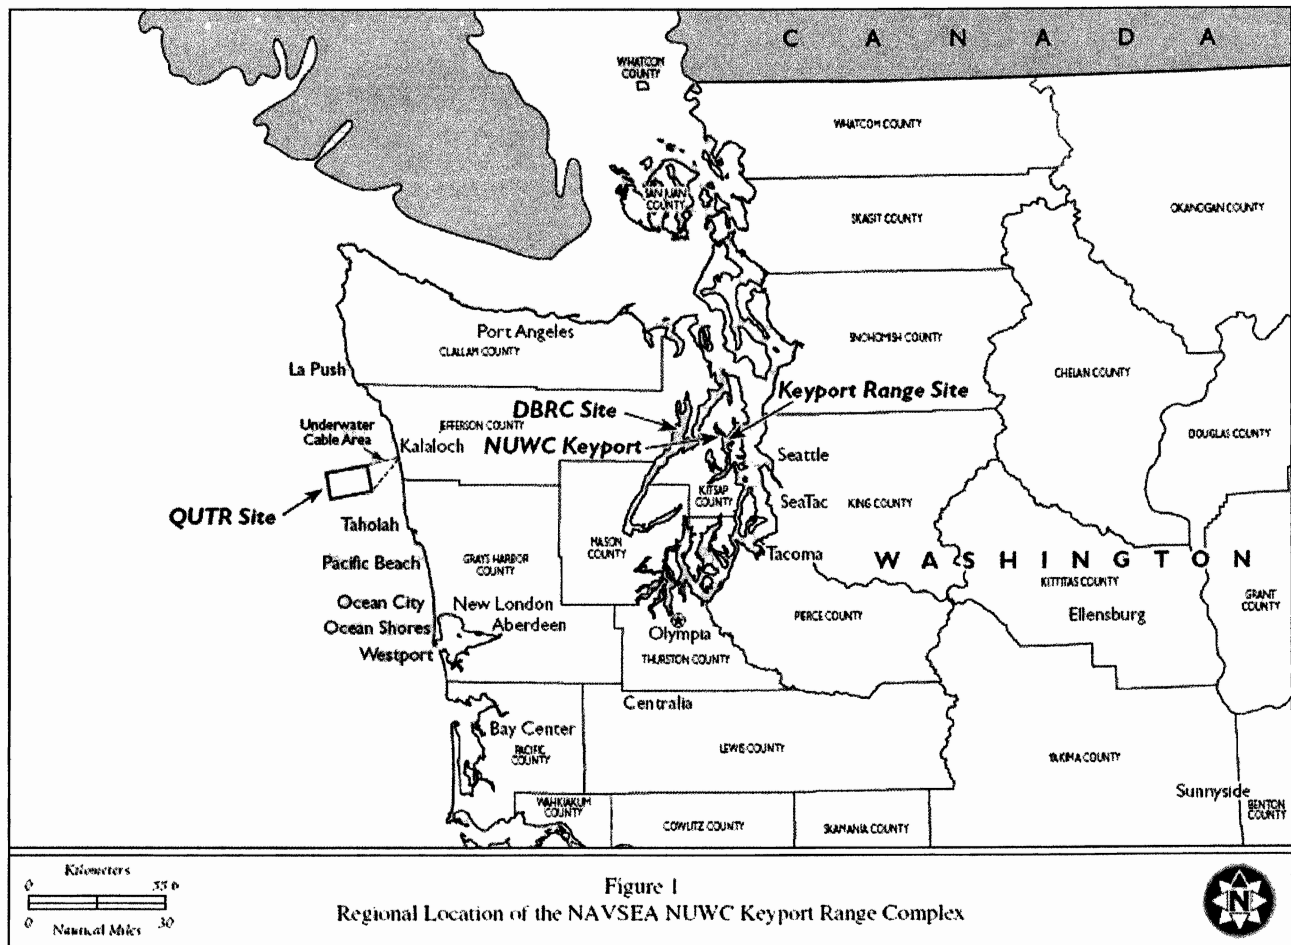 C A N A D A
WHATCOM
COUNTY
WHATCOM COUNTY
SAN JUAN
COUNTY
SKAGIT COUNTY
OKANOGAN COUNTY
Port Angeles
CLALLAM COUNTY
SNOHOMISH COUNTY
La Push
CHELAN COUNTY
Keyport Range Site
DBRC Site
JEFFERSON COUNTY
Underwater
Cable Area
NUWC Keyport
Kalaloch
DOUGLAS COUNTY
Seattle
KITSAP
COUNTY
SeaTac
KING COUNTY
QUTR Site
Taholah
MASON
COUNTY
Tacoma
WASHINGTON
Pacific Beach
GRAYS HARBOR
COUNTY
KITTITAS COUNTY
GRANT
COUNTY
Ocean City
New London
Ellensburg
PIERCE COUNTY
Ocean Shores
Aberdeen
Olympia
Westport
THURSTON COUNTY
Centralia
Bay Center
PACIFIC
COUNTY
LEWIS COUNTY
YAKIMA COUNTY
Sunnyside
WAHKIAKUM
COUNTY
COWLITZ COUNTY
SKAMANIA COUNTY
BENTON
COUNTY
Kilometers
0 55 6
0 30
Nautical Miles
Figure 1
Regional Location of the NAVSEA NUWC Keyport Range Complex
N